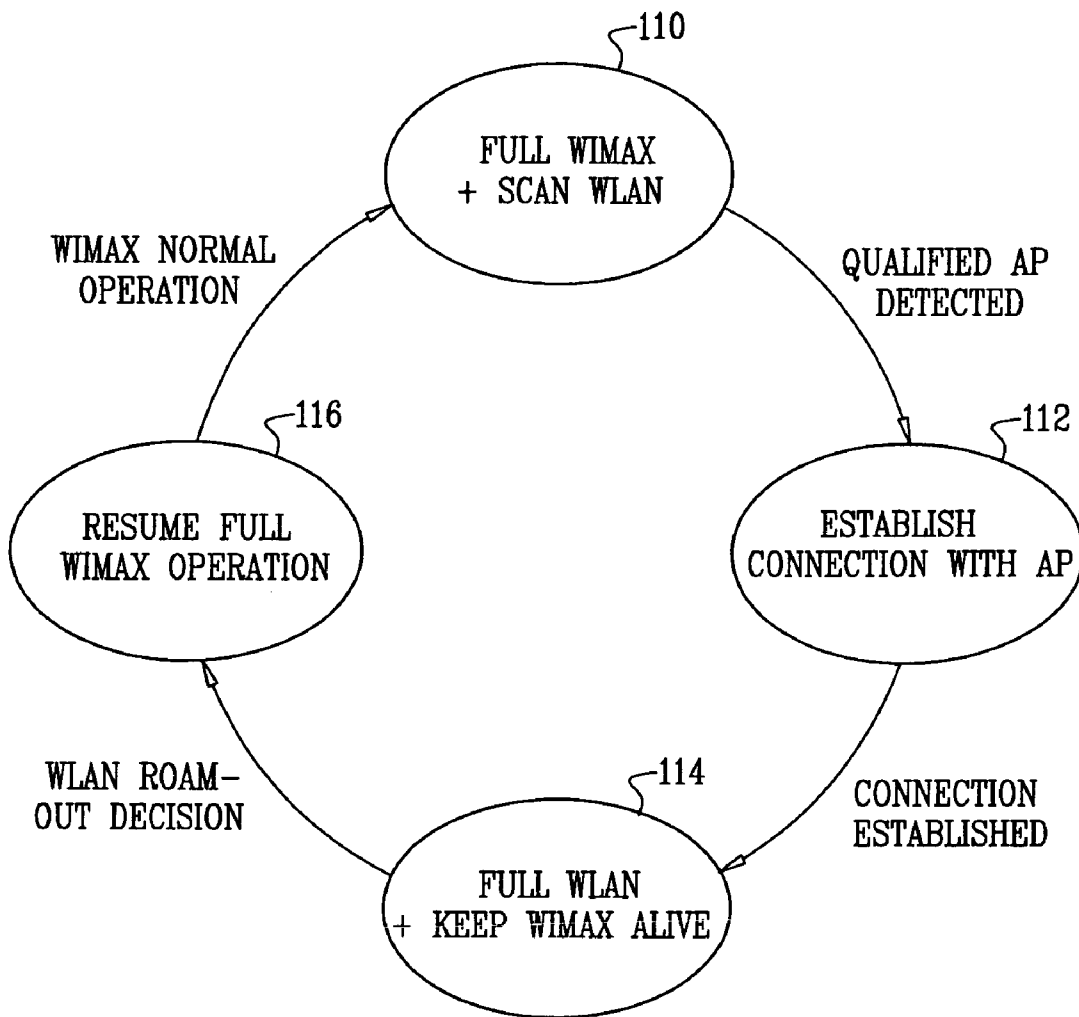 110
FULL WIMAX
+ SCAN WLAN
WIMAX NORMAL
OPERATION
QUALIFIED AP
DETECTED
116
112
RESUME FULL
WIMAX OPERATION
ESTABLISH
CONNECTION WITH AP
WLAN ROAM-
OUT DECISION
114
CONNECTION
ESTABLISHED
FULL WLAN
+ KEEP WIMAX ALIVE